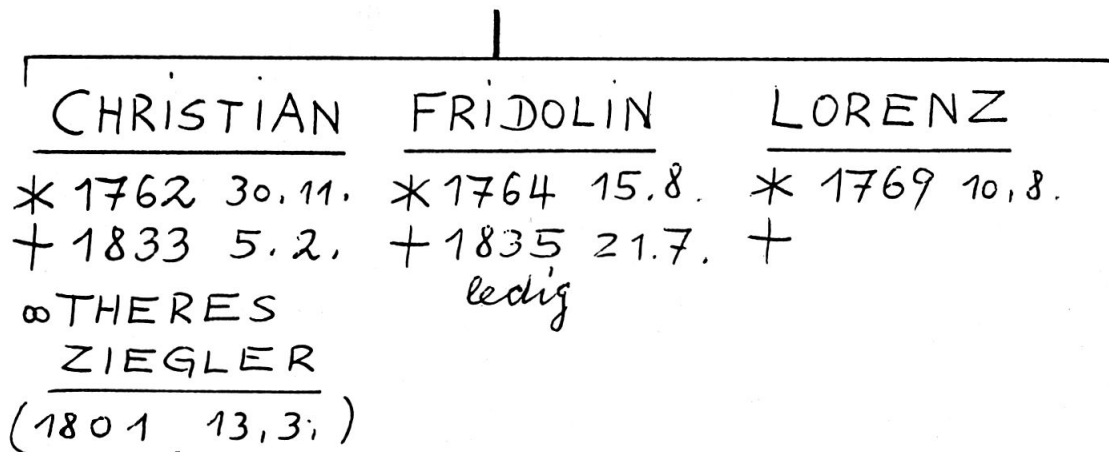 CHRISTIAN FRIDOLIN LORENZ
* 1762 30.11. * 1764 15.8. * 1769 10.8.
+ 1833 5.2. + 1835 21.7. +
ledig
∞ THERES
ZIEGLER
(1801 13.3.)